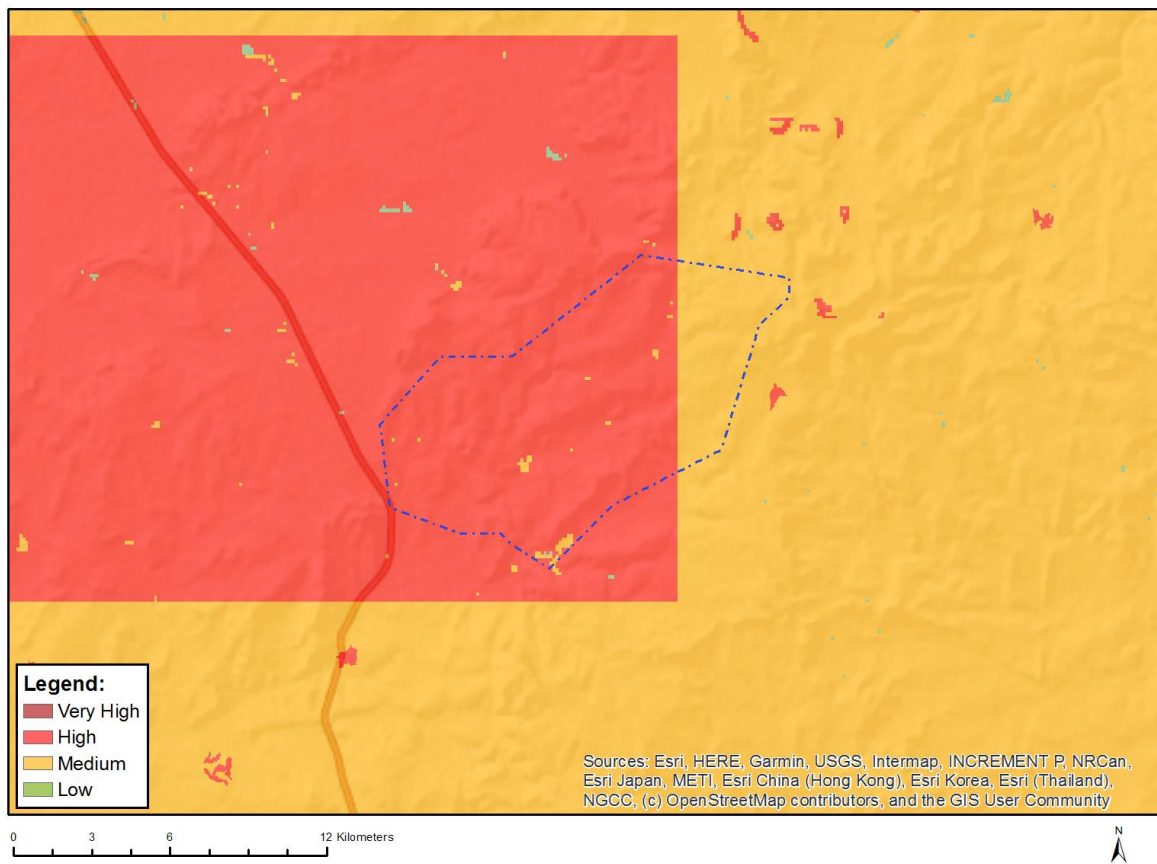 Legend:
Very High
High
Medium
Low
Sources: Esri, HERE, Garmin, USGS, Intermap, INCREMENT P, NRCan,
Esri Japan, METI, Esri China (Hong Kong), Esri Korea, Esri (Thailand),
NGCC, (c) OpenStreetMap contributors, and the GIS User Community
0 3 6 12 Kilometers
N